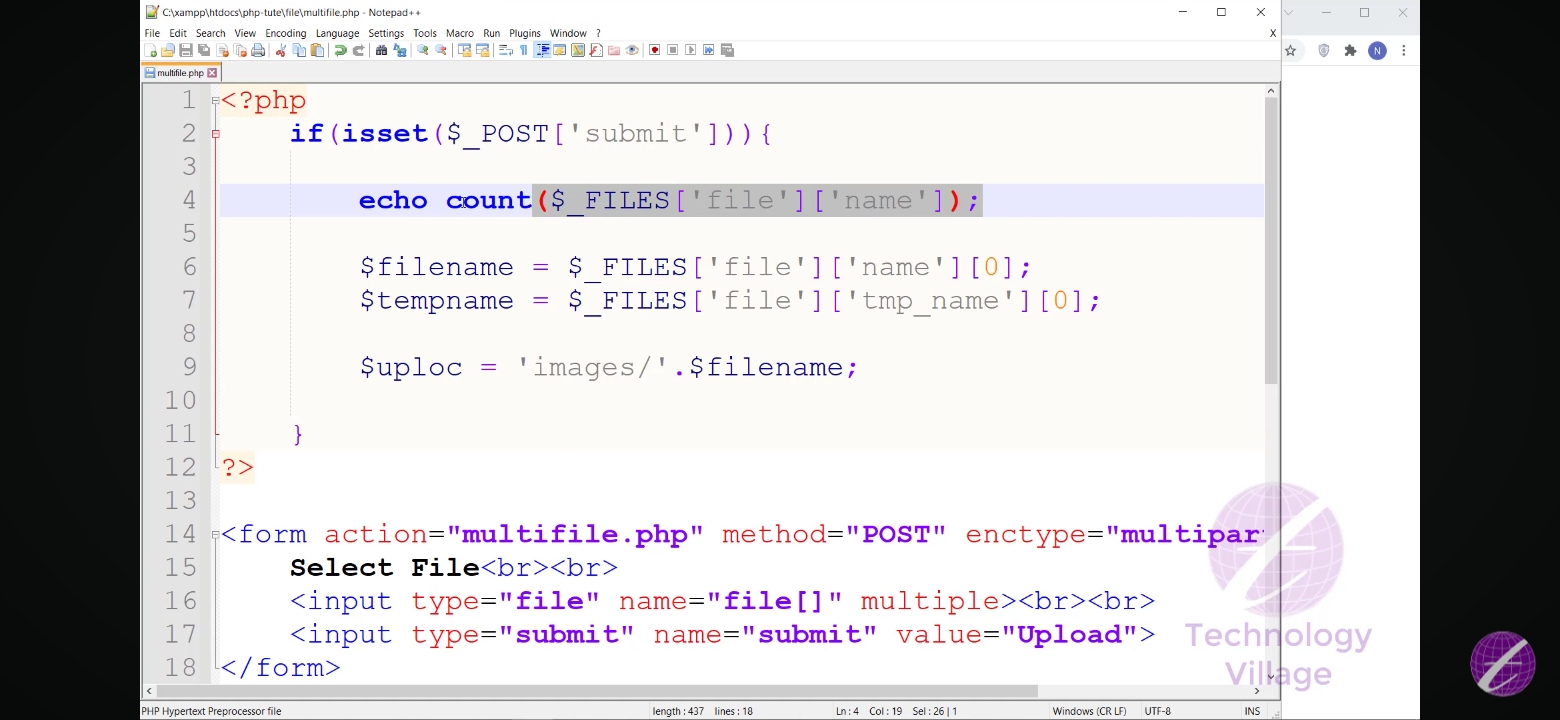 C:\xampp\htdocs\php-tute\file\multifile.php - Notepad++
File Edit Search View Encoding Language Settings Tools Macro Run Plugins Window ? X
N
multifile.php
1 <?php
2 if(isset($_POST['submit'])){
3
4 echo count($_FILES['file']['name']);
5
6 $filename = $_FILES['file']['name'][0];
7 $tempname = $_FILES['file']['tmp_name'][0];
8
9 $uploc = 'images/'.$filename;
10
11 }
12 ?>
13
14 <form action="multifile.php" method="POST" enctype="multipar
15 Select File<br><br>
16 <input type="file" name="file[]" multiple><br><br>
17 <input type="submit" name="submit" value="Upload">
18 </form>
Technology
Village
PHP Hypertext Preprocessor file length : 437 lines : 18 Ln : 4 Col : 19 Sel : 26 | 1 Windows (CR LF) UTF-8 INS